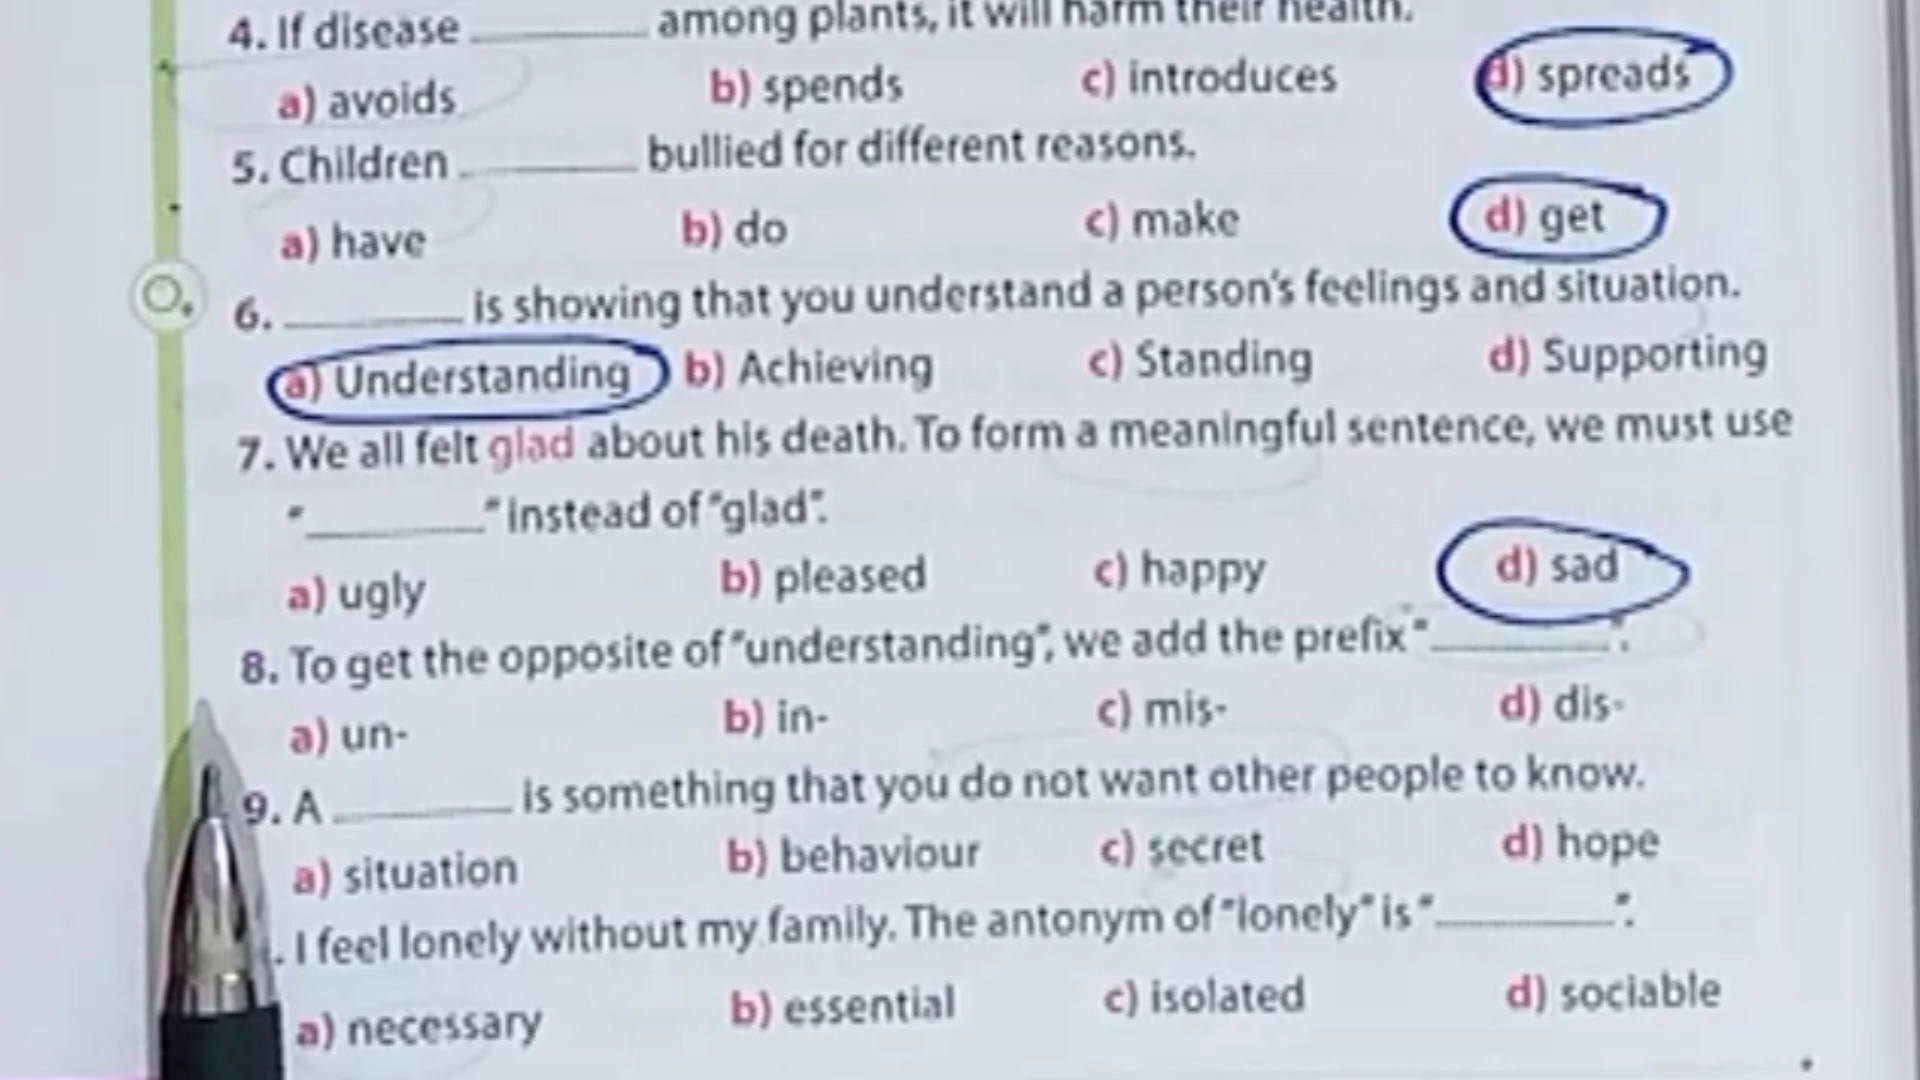 4. If disease ________ among plants, it will harm their health.
a) avoids b) spends c) introduces d) spreads
5. Children ________ bullied for different reasons.
a) have b) do c) make d) get
6. ________ is showing that you understand a person's feelings and situation.
a) Understanding b) Achieving c) Standing d) Supporting
7. We all felt glad about his death. To form a meaningful sentence, we must use
"________" instead of "glad".
a) ugly b) pleased c) happy d) sad
8. To get the opposite of "understanding", we add the prefix "________".
a) un- b) in- c) mis- d) dis-
9. A ________ is something that you do not want other people to know.
a) situation b) behaviour c) secret d) hope
. I feel lonely without my family. The antonym of "lonely" is "________".
a) necessary b) essential c) isolated d) sociable